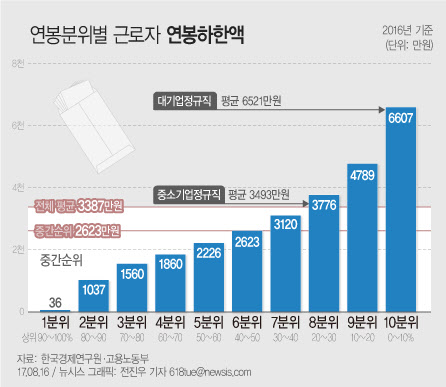 연봉분위별 근로자 연봉하한액
2016년 기준
(단위: 만원)
8천
6천
4천
2천
0
대기업정규직 평균 6521만원
중소기업정규직 평균 3493만원
전체 평균 3387만원
중간순위 2623만원
중간순위
36
1037
1560
1860
2226
2623
3120
3776
4789
6607
1분위 2분위 3분위 4분위 5분위 6분위 7분위 8분위 9분위 10분위
상위90~100% 80~90 70~80 60~70 50~60 40~50 30~40 20~30 10~20 0~10%
자료: 한국경제연구원·고용노동부
17.08.16 / 뉴시스 그래픽: 전진우 기자 618tue@newsis.com